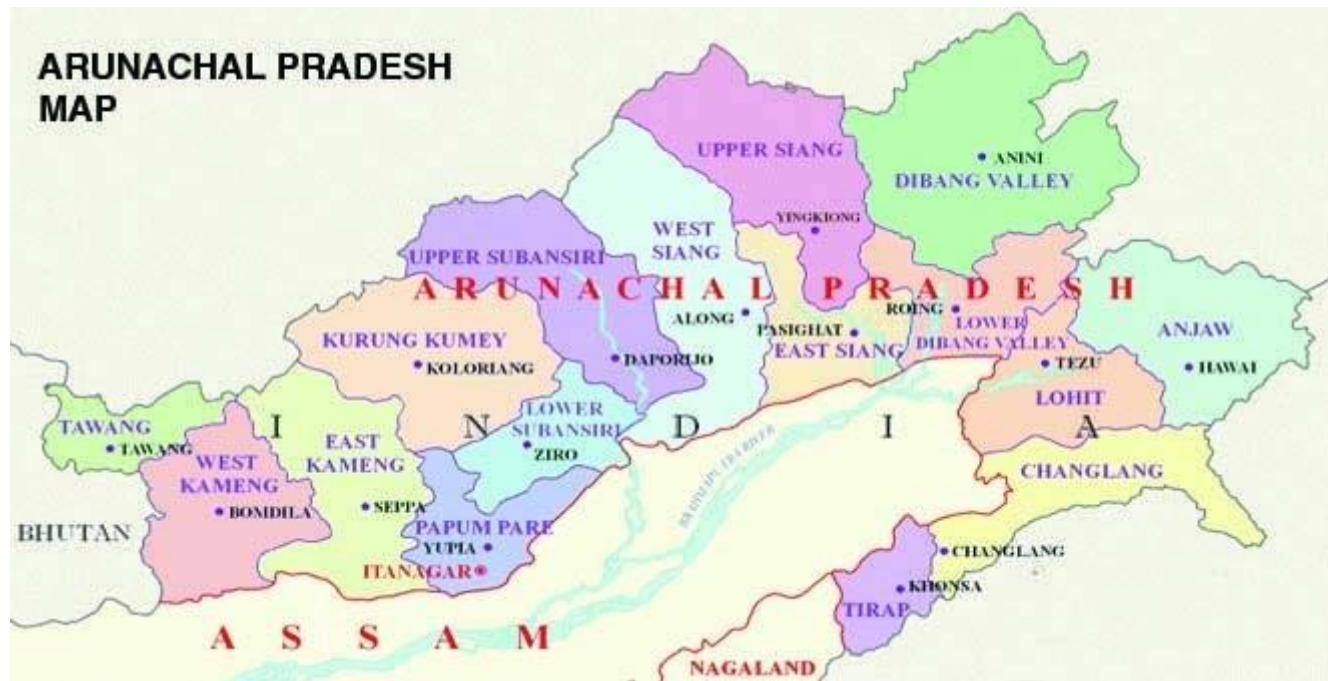 ARUNACHAL PRADESH
MAP
UPPER SIANG
ANINI
DIBANG VALLEY
YINGKIONG
WEST
SIANG
UPPER SUBANSIRI
ARUNACHAL PRADESH
ALONG
PASIGHAT
EAST SIANG
ROING
LOWER
DIBANG VALLEY
ANJAW
HAWAI
TEZU
LOHIT
KURUNG KUMEY
KOLORIANG
DAPORIJO
LOWER
SUBANSIRI
ZIRO
INDIA
TAWANG
TAWANG
WEST
KAMENG
BOMDILA
EAST
KAMENG
SEPPA
CHANGLANG
BHUTAN
PAPUM PARE
YUPIA
ITANAGAR
CHANGLANG
KHONSA
TIRAP
ASSAM
NAGALAND